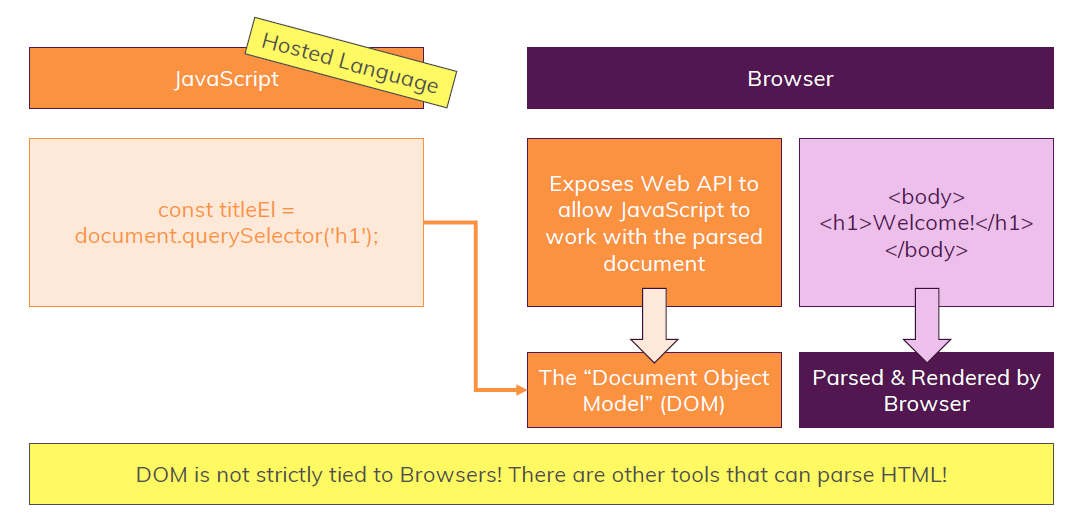 Hosted Language
JavaScript
Browser
const titleEl =
document.querySelector('h1');
Exposes Web API to
allow JavaScript to
work with the parsed
document
<body>
<h1>Welcome!</h1>
</body>
The “Document Object
Model” (DOM)
Parsed & Rendered by
Browser
DOM is not strictly tied to Browsers! There are other tools that can parse HTML!